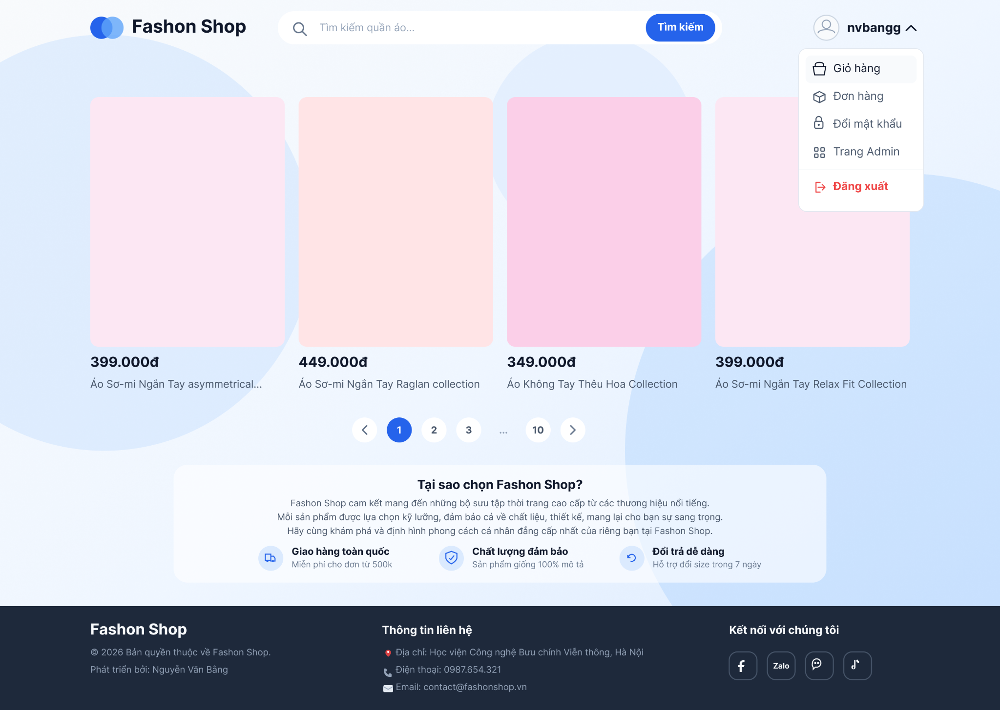 Fashon Shop
Tìm kiếm quần áo...
Tìm kiếm
nvbangg
Giỏ hàng
Đơn hàng
Đổi mật khẩu
Trang Admin
Đăng xuất
399.000đ
Áo Sơ-mi Ngắn Tay asymmetrical...
449.000đ
Áo Sơ-mi Ngắn Tay Raglan collection
349.000đ
Áo Không Tay Thêu Hoa Collection
399.000đ
Áo Sơ-mi Ngắn Tay Relax Fit Collection
1 2 3 ... 10
Tại sao chọn Fashon Shop?
Fashon Shop cam kết mang đến những bộ sưu tập thời trang cao cấp từ các thương hiệu nổi tiếng.
Mỗi sản phẩm được lựa chọn kỹ lưỡng, đảm bảo cả về chất liệu, thiết kế, mang lại cho bạn sự sang trọng.
Hãy cùng khám phá và định hình phong cách cá nhân đẳng cấp nhất của riêng bạn tại Fashon Shop.
Giao hàng toàn quốc
Miễn phí cho đơn từ 500k
Chất lượng đảm bảo
Sản phẩm giống 100% mô tả
Đổi trả dễ dàng
Hỗ trợ đổi size trong 7 ngày
Fashon Shop
© 2026 Bản quyền thuộc về Fashon Shop.
Phát triển bởi: Nguyễn Văn Bằng
Thông tin liên hệ
Địa chỉ: Học viện Công nghệ Bưu chính Viễn thông, Hà Nội
Điện thoại: 0987.654.321
Email: contact@fashonshop.vn
Kết nối với chúng tôi
Zalo